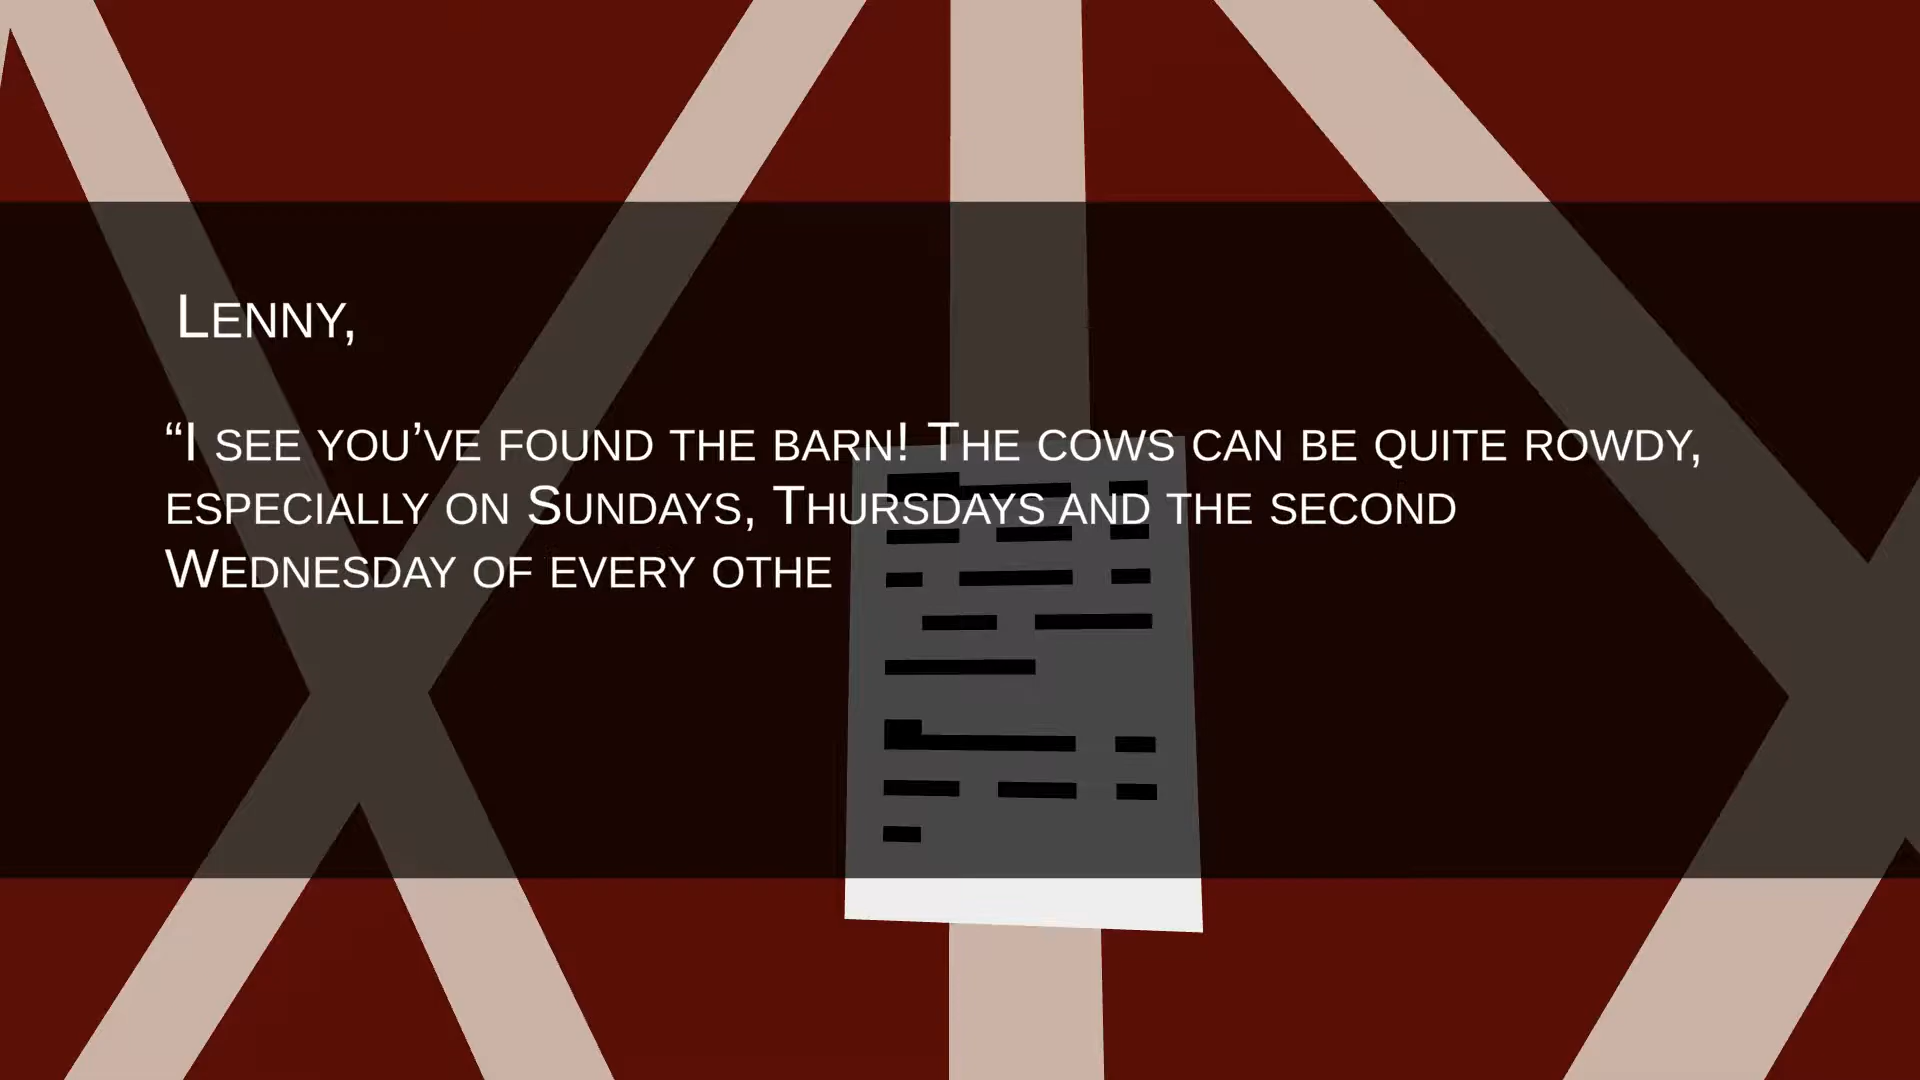 Lenny,
“I see you’ve found the barn! The cows can be quite rowdy,
especially on Sundays, Thursdays and the second
Wednesday of every othe